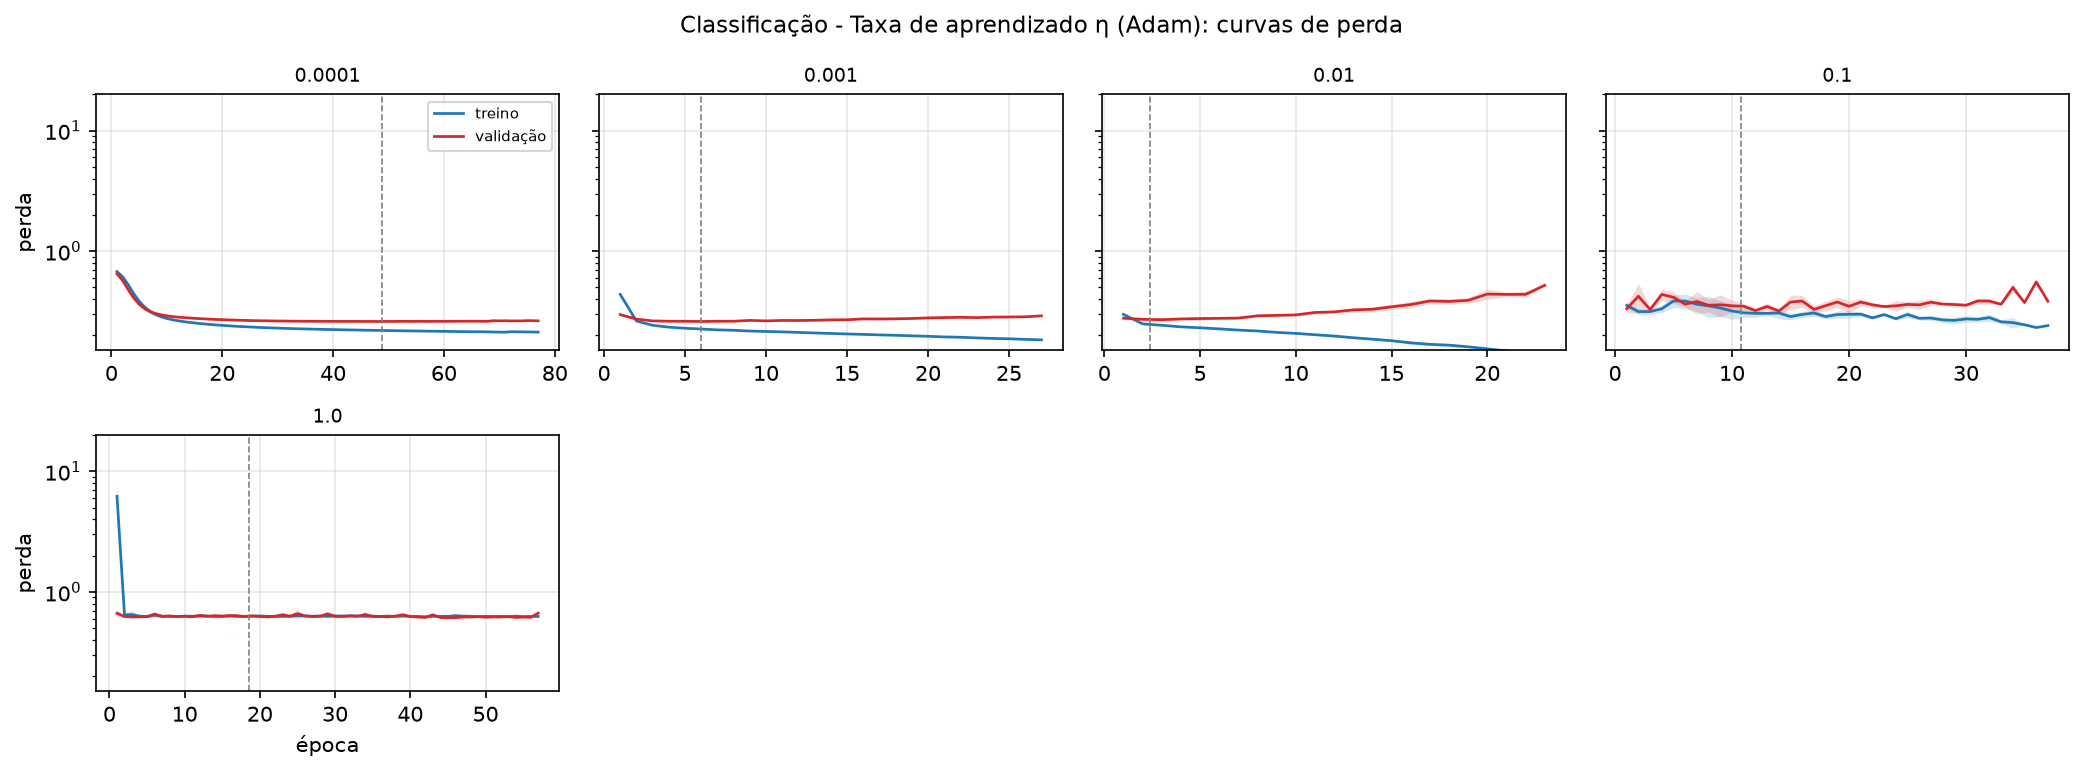 Classificação - Taxa de aprendizado η (Adam): curvas de perda
0.0001
0.001
0.01
0.1
treino
validação
perda
10¹
10⁰
0 20 40 60 80
0 5 10 15 20 25
0 5 10 15 20
0 10 20 30
1.0
perda
10¹
10⁰
0 10 20 30 40 50
época